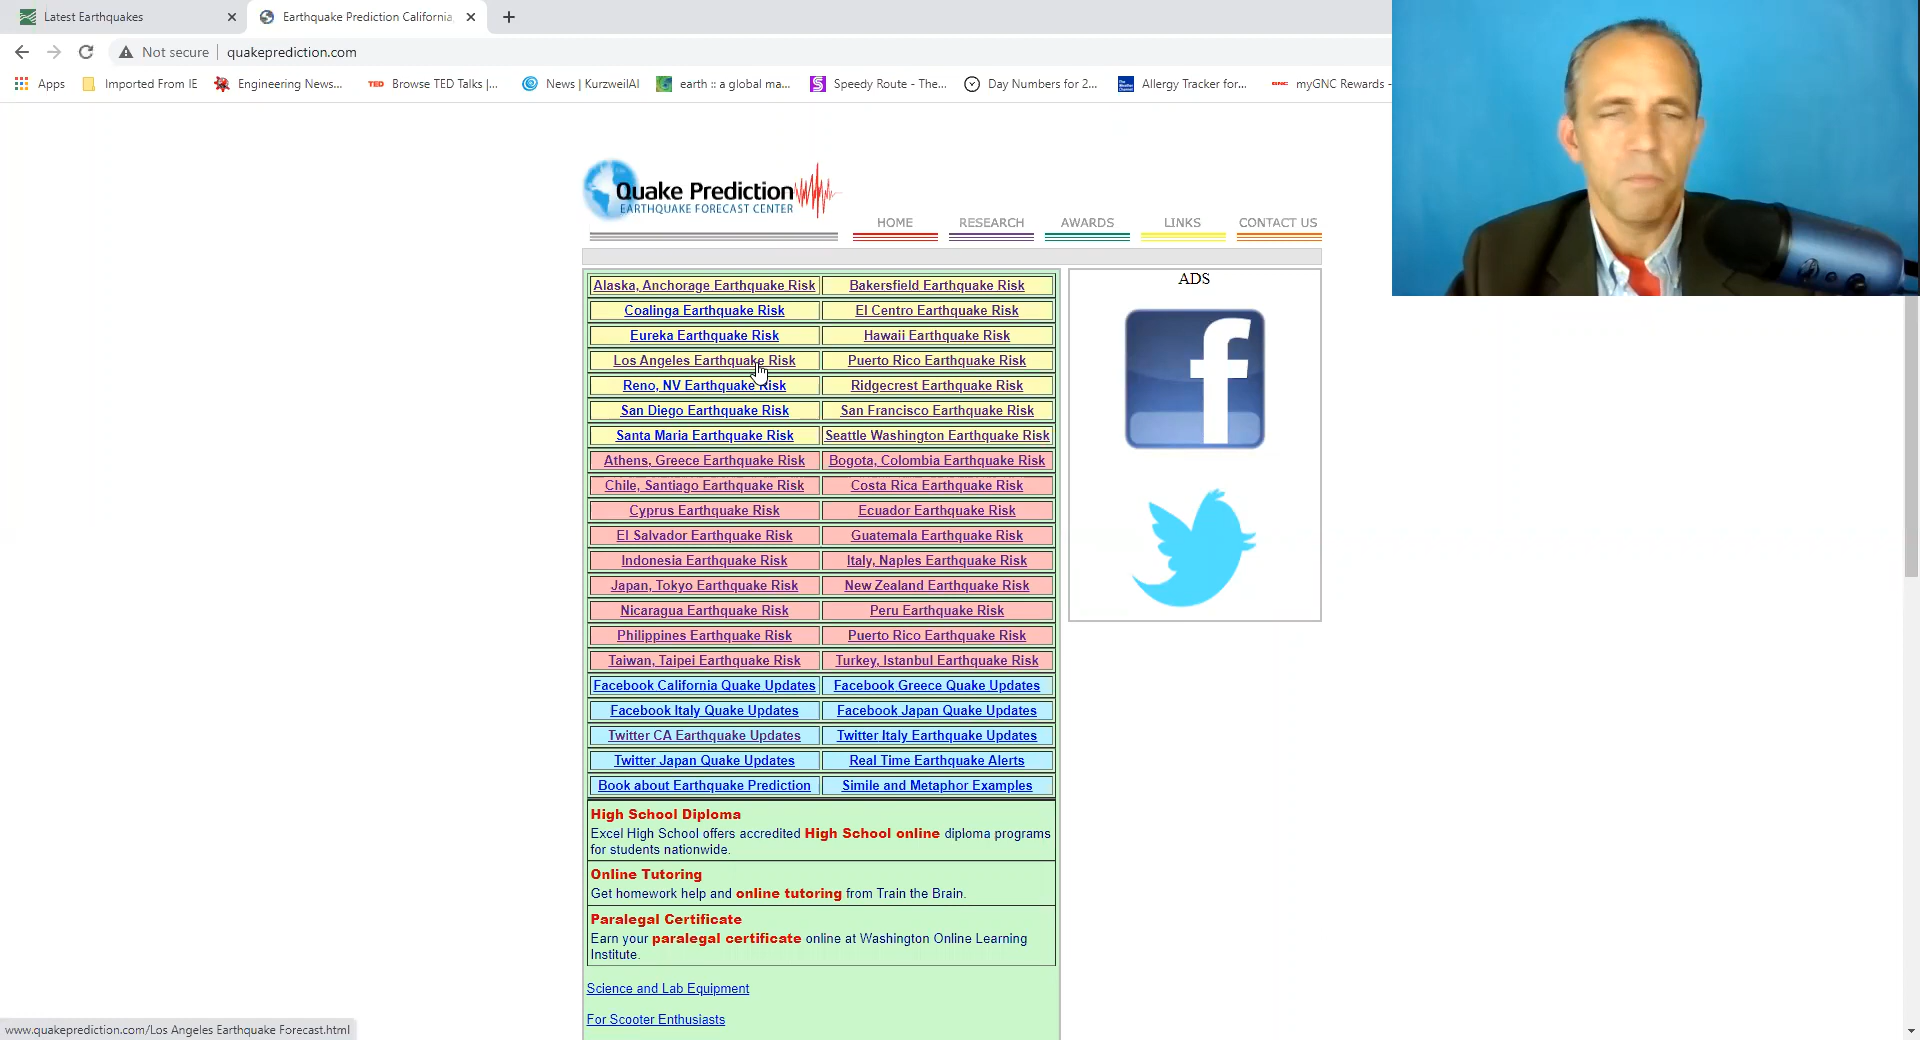 Latest Earthquakes
Earthquake Prediction California
Not secure
quakeprediction.com
Apps
Imported From IE
Engineering News...
TED
Browse TED Talks |...
News | KurzweilAI
earth :: a global ma...
Speedy Route - The...
Day Numbers for 2...
Allergy Tracker for...
GNC
myGNC Rewards -
Quake Prediction
EARTHQUAKE FORECAST CENTER
HOME
RESEARCH
AWARDS
LINKS
CONTACT US
Alaska, Anchorage Earthquake Risk
Bakersfield Earthquake Risk
Coalinga Earthquake Risk
El Centro Earthquake Risk
Eureka Earthquake Risk
Hawaii Earthquake Risk
Los Angeles Earthquake Risk
Puerto Rico Earthquake Risk
Reno, NV Earthquake Risk
Ridgecrest Earthquake Risk
San Diego Earthquake Risk
San Francisco Earthquake Risk
Santa Maria Earthquake Risk
Seattle Washington Earthquake Risk
Athens, Greece Earthquake Risk
Bogota, Colombia Earthquake Risk
Chile, Santiago Earthquake Risk
Costa Rica Earthquake Risk
Cyprus Earthquake Risk
Ecuador Earthquake Risk
El Salvador Earthquake Risk
Guatemala Earthquake Risk
Indonesia Earthquake Risk
Italy, Naples Earthquake Risk
Japan, Tokyo Earthquake Risk
New Zealand Earthquake Risk
Nicaragua Earthquake Risk
Peru Earthquake Risk
Philippines Earthquake Risk
Puerto Rico Earthquake Risk
Taiwan, Taipei Earthquake Risk
Turkey, Istanbul Earthquake Risk
Facebook California Quake Updates
Facebook Greece Quake Updates
Facebook Italy Quake Updates
Facebook Japan Quake Updates
Twitter CA Earthquake Updates
Twitter Italy Earthquake Updates
Twitter Japan Quake Updates
Real Time Earthquake Alerts
Book about Earthquake Prediction
Simile and Metaphor Examples
High School Diploma
Excel High School offers accredited High School online diploma programs
for students nationwide.
Online Tutoring
Get homework help and online tutoring from Train the Brain.
Paralegal Certificate
Earn your paralegal certificate online at Washington Online Learning
Institute.
Science and Lab Equipment
For Scooter Enthusiasts
ADS
www.quakeprediction.com/Los Angeles Earthquake Forecast.html